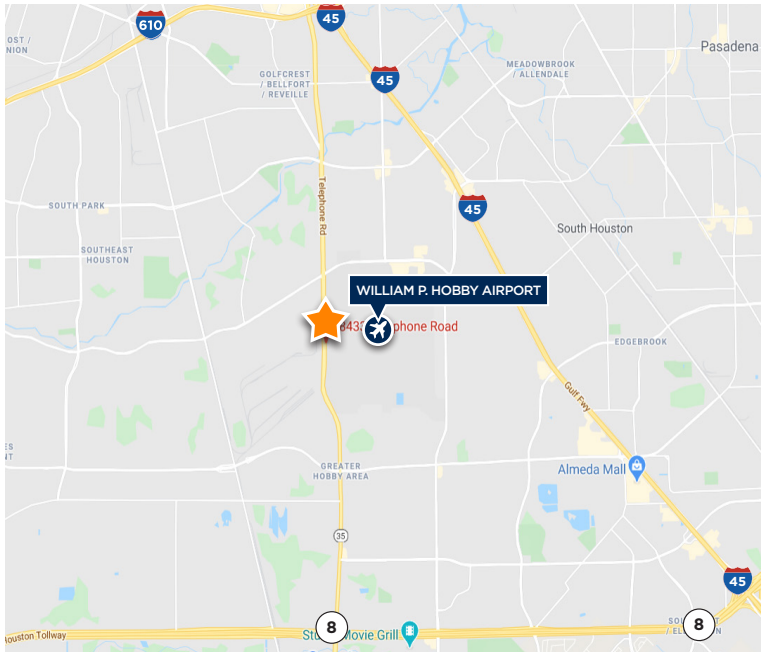 45
610
OST /
NION
Pasadena
GOLFCREST
/ BELLFORT
/ REVEILLE
MEADOWBROOK
/ ALLENDALE
45
Telephone Rd
SOUTH PARK
45
South Houston
SOUTHEAST
HOUSTON
WILLIAM P. HOBBY AIRPORT
phone Road
EDGEBROOK
Gulf Fwy
GREATER
HOBBY AREA
Almeda Mall
35
45
8
8
Houston Tollway
Movie Grill